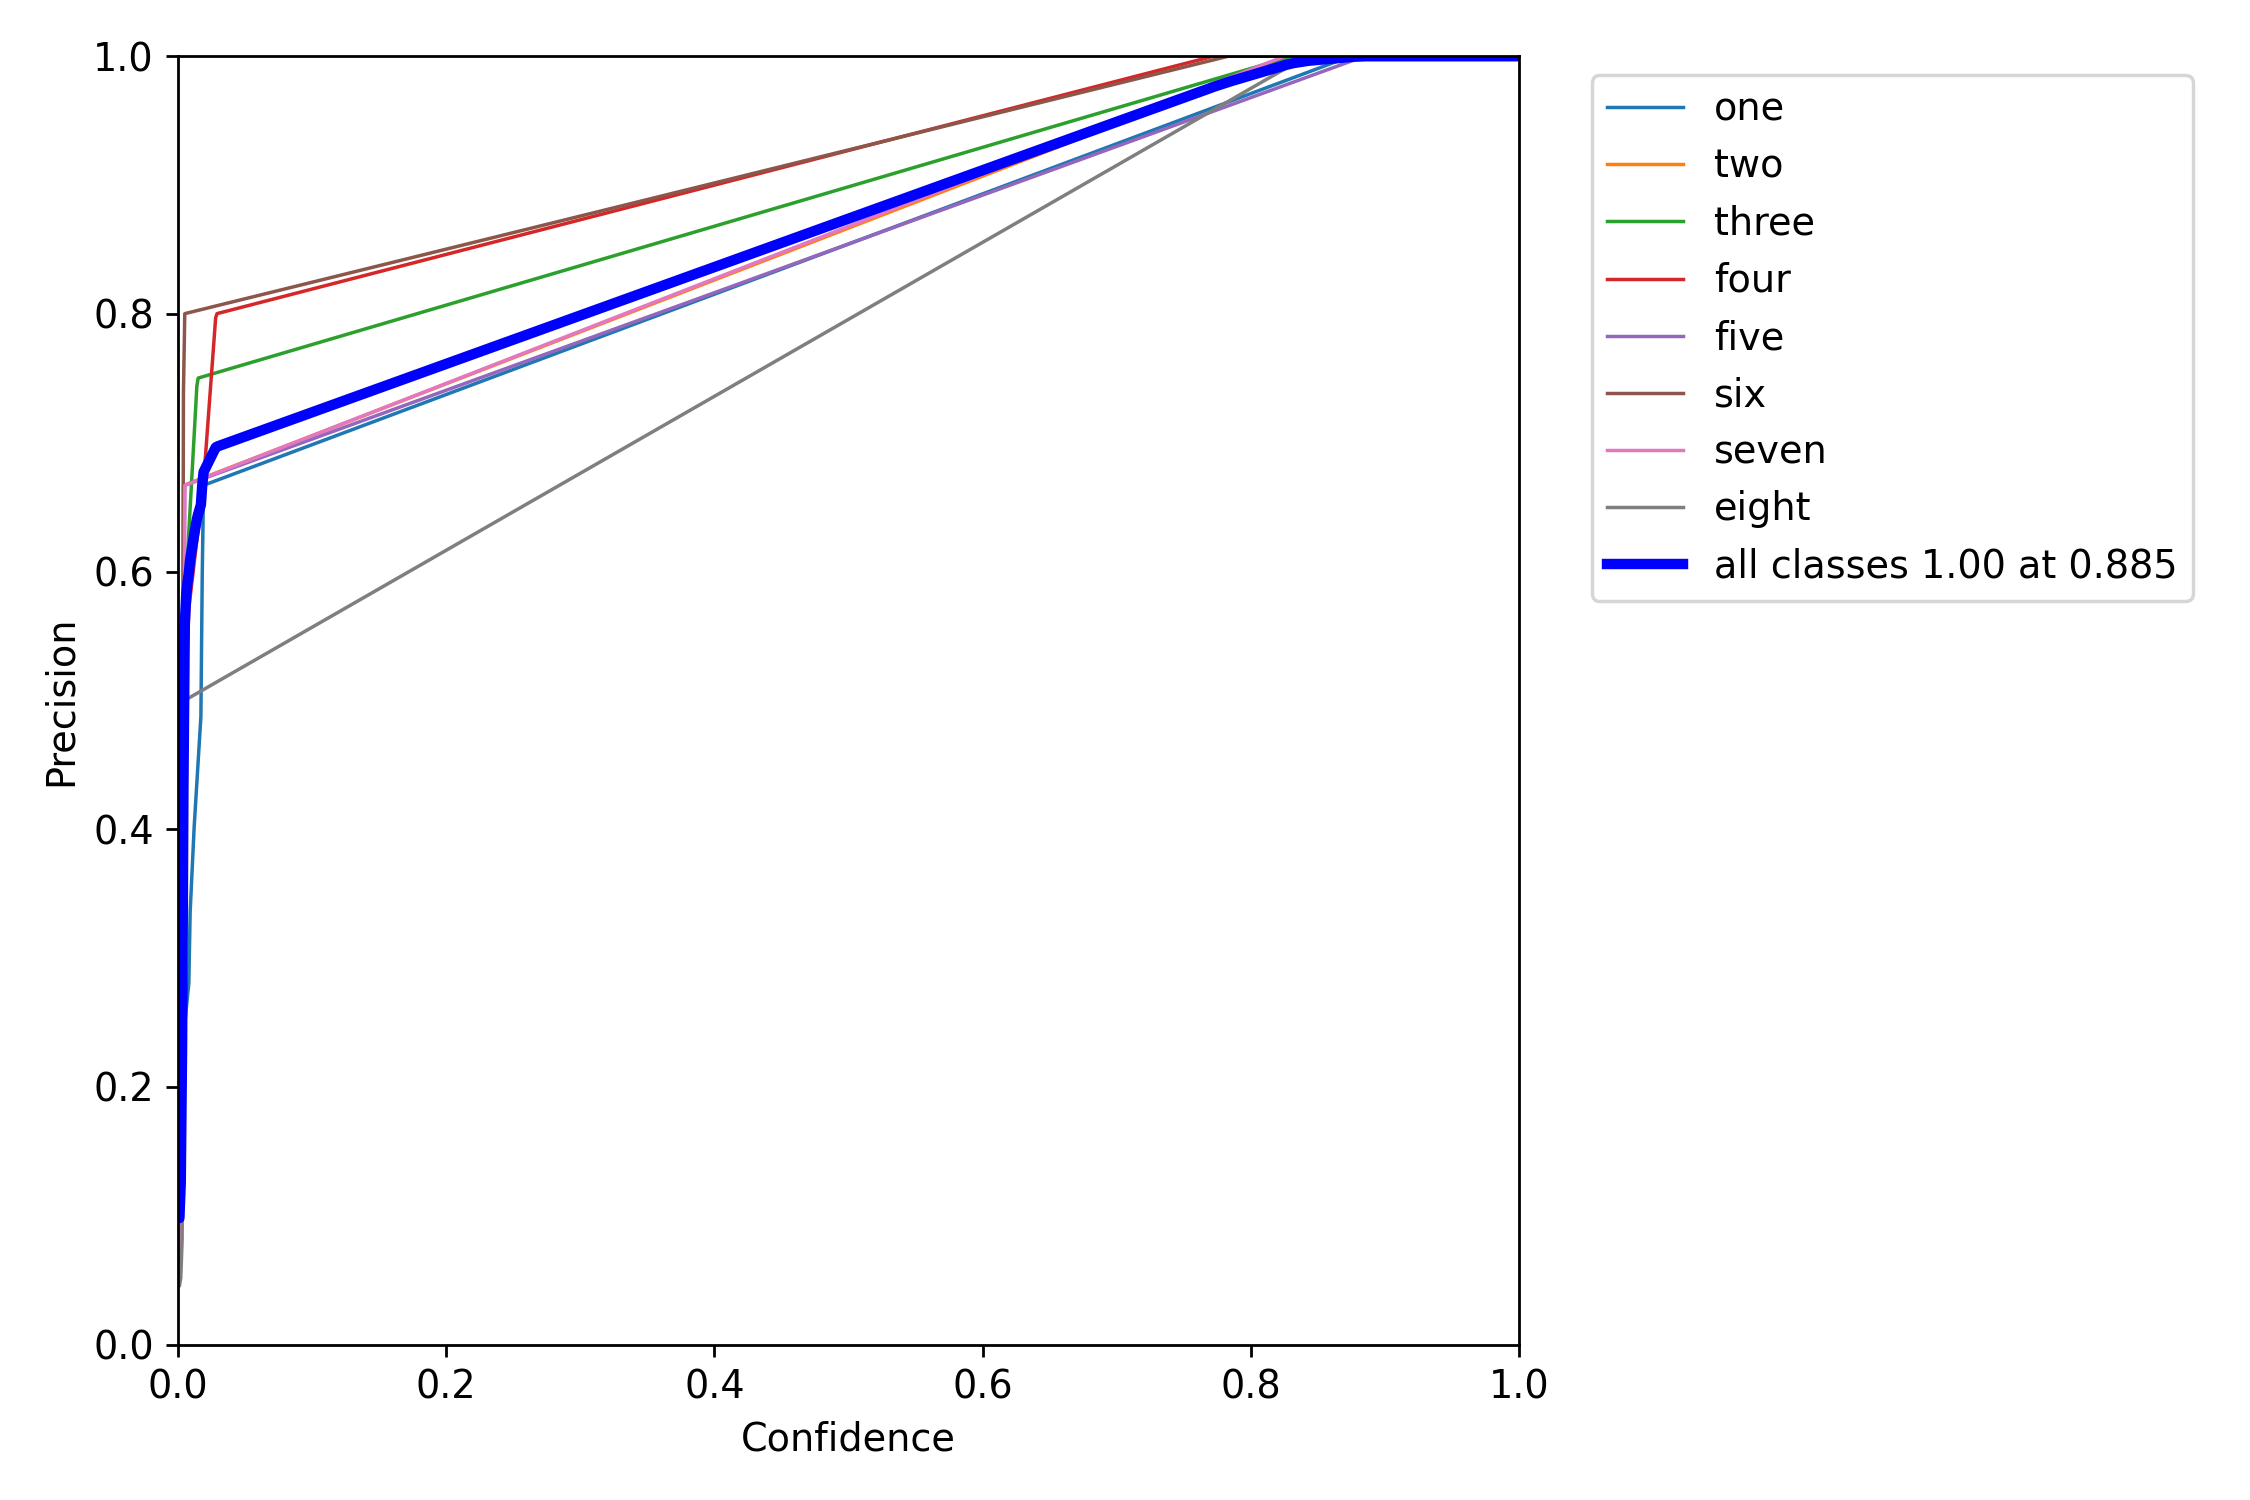 1.0
0.8
0.6
0.4
0.2
0.0
Precision
0.0 0.2 0.4 0.6 0.8 1.0
Confidence
one
two
three
four
five
six
seven
eight
all classes 1.00 at 0.885